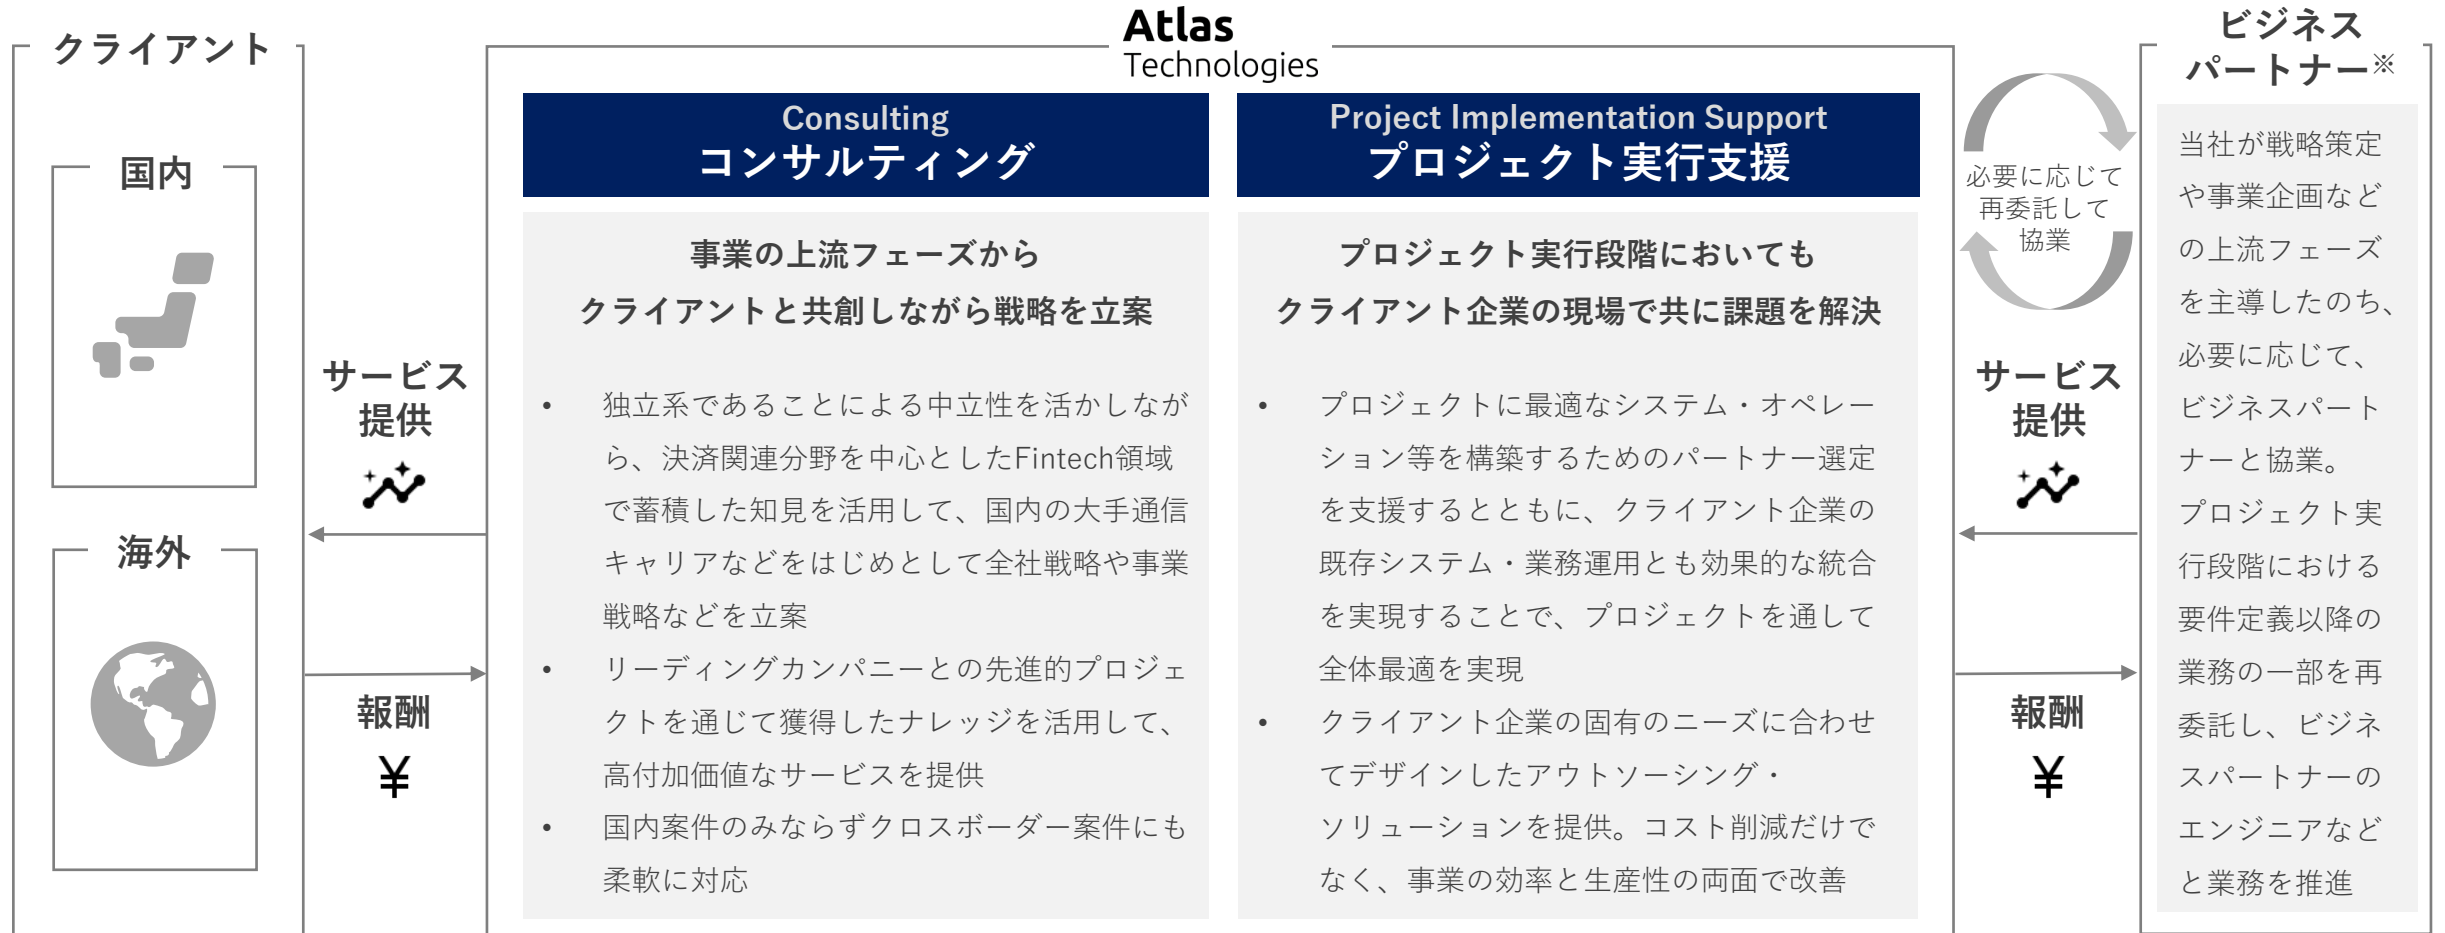 クライアント
国内
海外
サービス
提供
報酬
¥
Atlas
Technologies
Consulting
コンサルティング
事業の上流フェーズから
クライアントと共創しながら戦略を立案
• 独立系であることによる中立性を活かしなが
ら、決済関連分野を中心としたFintech領域
で蓄積した知見を活用して、国内の大手通信
キャリアなどをはじめとして全社戦略や事業
戦略などを立案
• リーディングカンパニーとの先進的プロジェ
クトを通じて獲得したナレッジを活用して、
高付加価値なサービスを提供
• 国内案件のみならずクロスボーダー案件にも
柔軟に対応
Project Implementation Support
プロジェクト実行支援
プロジェクト実行段階においても
クライアント企業の現場で共に課題を解決
• プロジェクトに最適なシステム・オペレー
ション等を構築するためのパートナー選定
を支援するとともに、クライアント企業の
既存システム・業務運用とも効果的な統合
を実現することで、プロジェクトを通して
全体最適を実現
• クライアント企業の固有のニーズに合わせ
てデザインしたアウトソーシング・
ソリューションを提供。コスト削減だけで
なく、事業の効率と生産性の両面で改善
必要に応じて
再委託して
協業
サービス
提供
報酬
¥
ビジネス
パートナー※
当社が戦略策定
や事業企画など
の上流フェーズ
を主導したのち、
必要に応じて、
ビジネスパート
ナーと協業。
プロジェクト実
行段階における
要件定義以降の
業務の一部を再
委託し、ビジネ
スパートナーの
エンジニアなど
と業務を推進